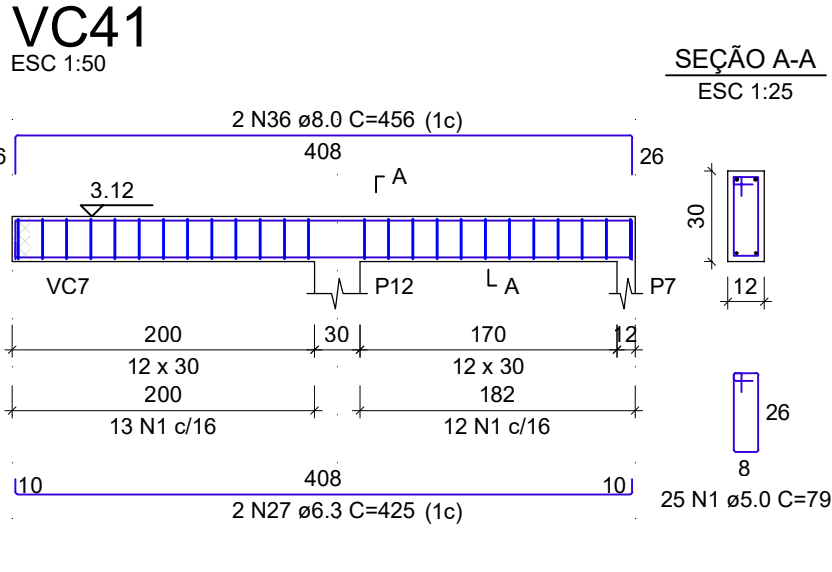 VC41
ESC 1:50
SEÇÃO A-A
ESC 1:25
2 N36 ø8.0 C=456 (1c)
408
26
A
3.12
30
VC7
P12
A
P7
12
200
30
170
12
12 x 30
12 x 30
200
182
13 N1 c/16
12 N1 c/16
26
8
10
408
10
25 N1 ø5.0 C=79
2 N27 ø6.3 C=425 (1c)